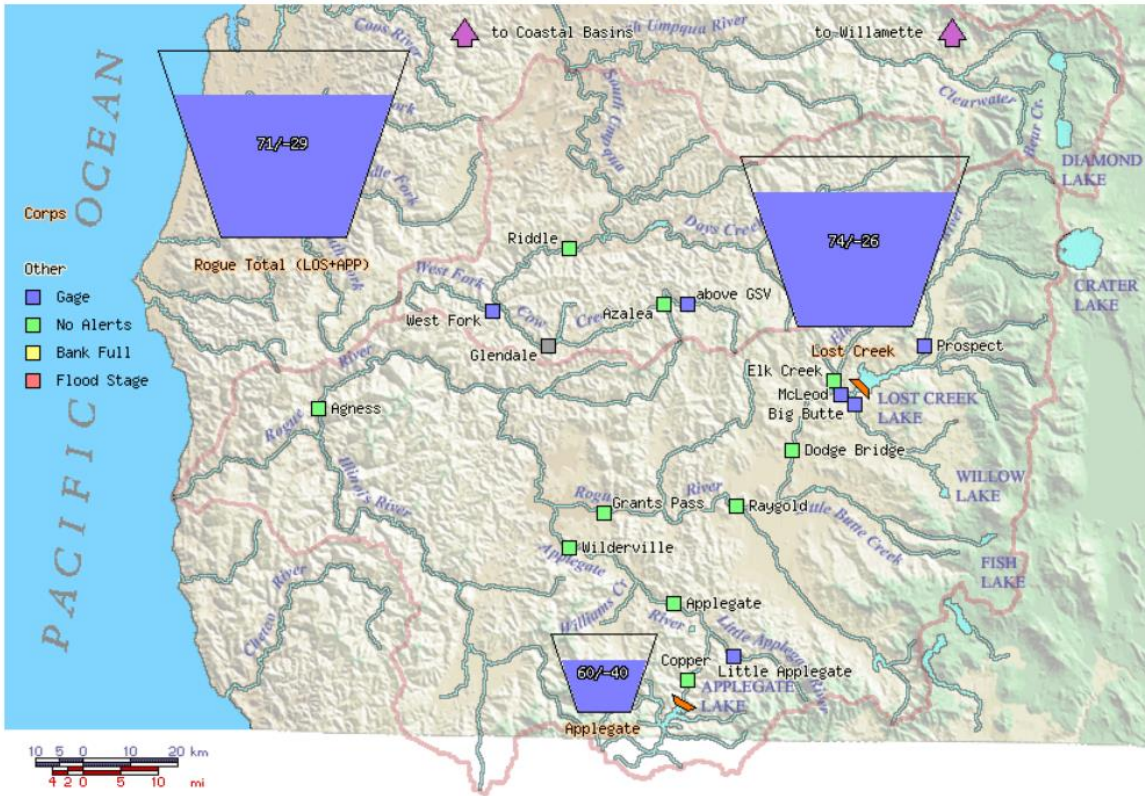 to Coastal Basins
to Willamette
Umpqua River
Coos River
South Umpqua
Clearwater
Bear Cr.
DIAMOND
LAKE
71/-29
74/-26
PACIFIC OCEAN
Corps
Rogue Total (LOS+APP)
Other
Gage
No Alerts
Bank Full
Flood Stage
Riddle
Days Creek
River
CRATER
LAKE
West Fork
West Fork
Cow
Creek
Azalea
above GSV
Glendale
Lost Creek
Prospect
Elk Creek
McLeod
Big Butte
LOST CREEK
LAKE
Rogue
River
Agness
Illinois River
Dodge Bridge
WILLOW
LAKE
Rogue
River
Grants Pass
Raygold
Little Butte Creek
Wilderville
Applegate
FISH
LAKE
Chetco
River
Williams Cr
Applegate
River
Little Applegate
River
60/-40
Copper
Little Applegate
APPLEGATE
LAKE
Applegate
10 5 0 10 20 km
4 2 0 5 10 mi